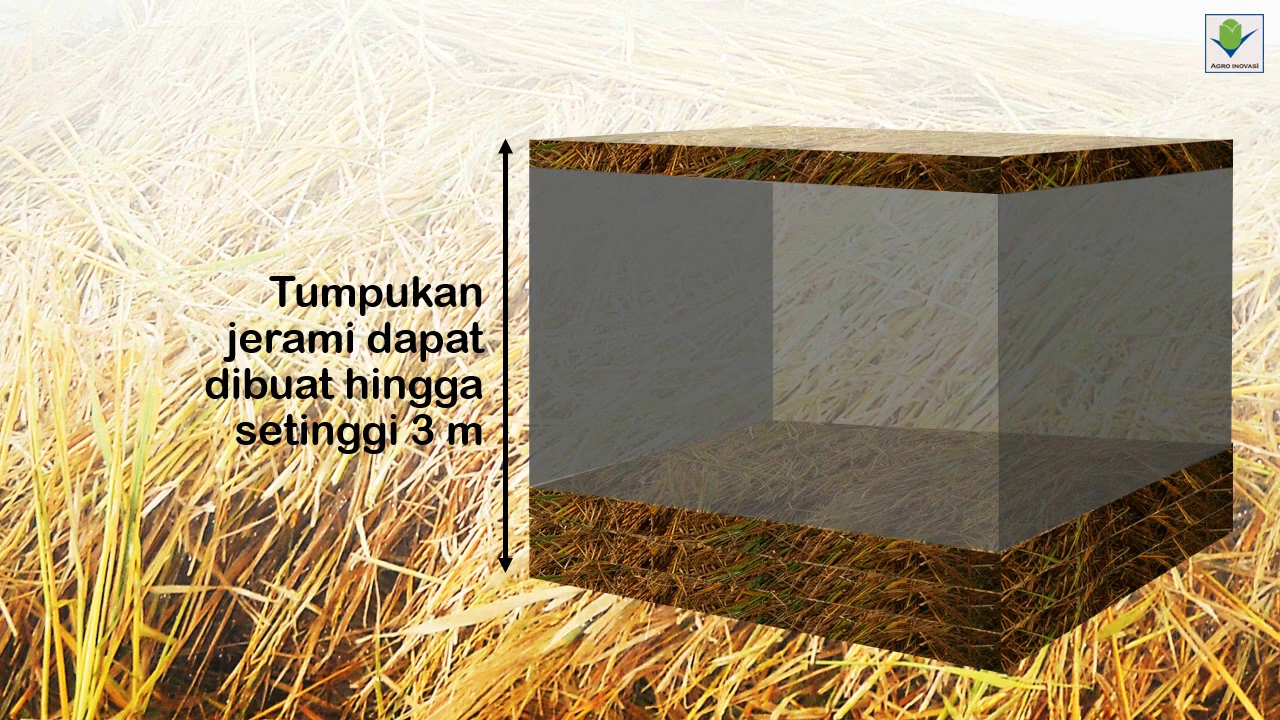 AGRO INOVASI
Tumpukan
jerami dapat
dibuat hingga
setinggi 3 m